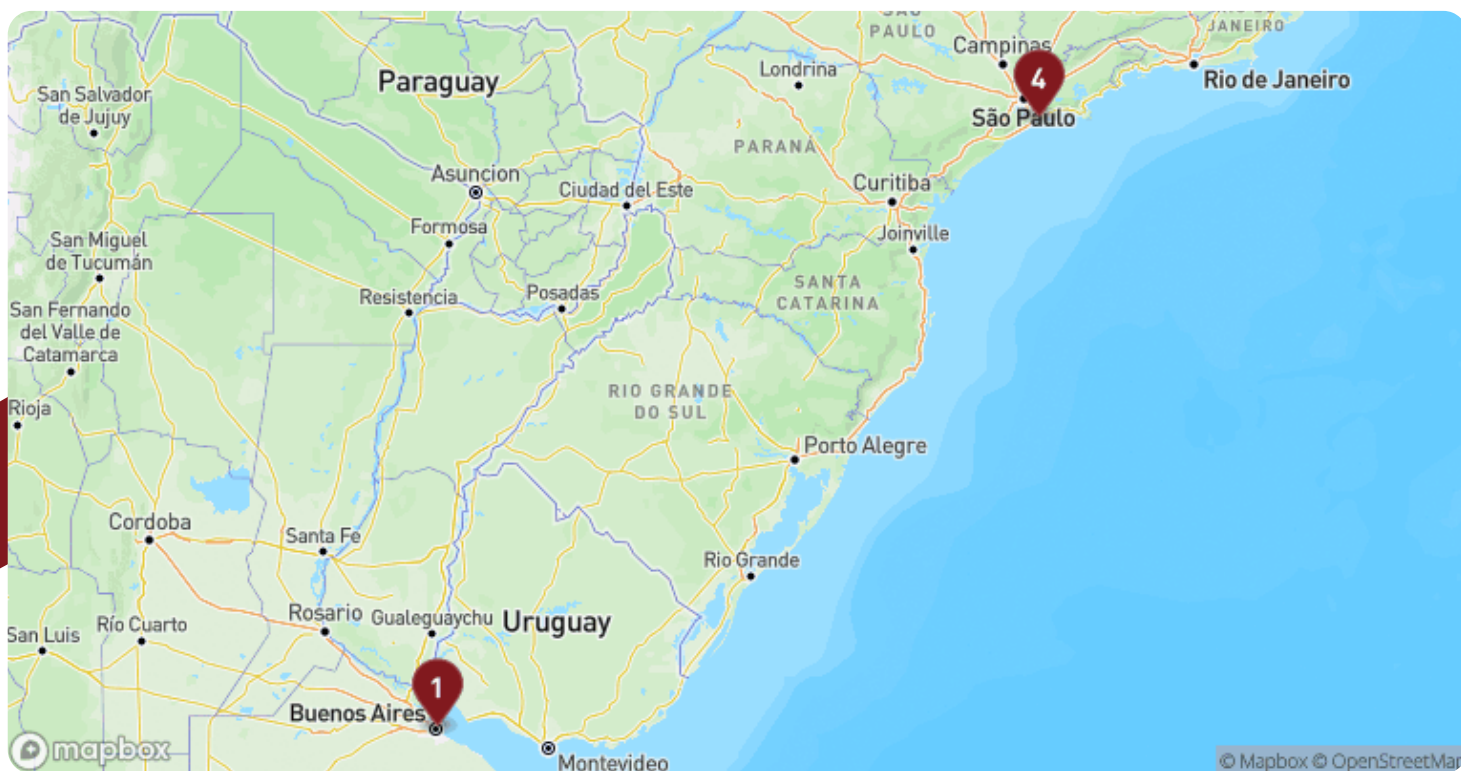 SÃO
PAULO
RIO DE
JANEIRO
Campinas
4
Londrina
Rio de Janeiro
Paraguay
San Salvador
de Jujuy
São Paulo
PARANÁ
Asuncion
Ciudad del Este
Curitiba
Formosa
Joinville
San Miguel
de Tucumán
SANTA
CATARINA
Resistencia
Posadas
San Fernando
del Valle de
Catamarca
RIO GRANDE
DO SUL
Rioja
Porto Alegre
Cordoba
Santa Fe
Rio Grande
Rosario
Gualeguaychu
Uruguay
San Luis
Río Cuarto
1
Buenos Aires
Montevideo
mapbox
© Mapbox © OpenStreetMap